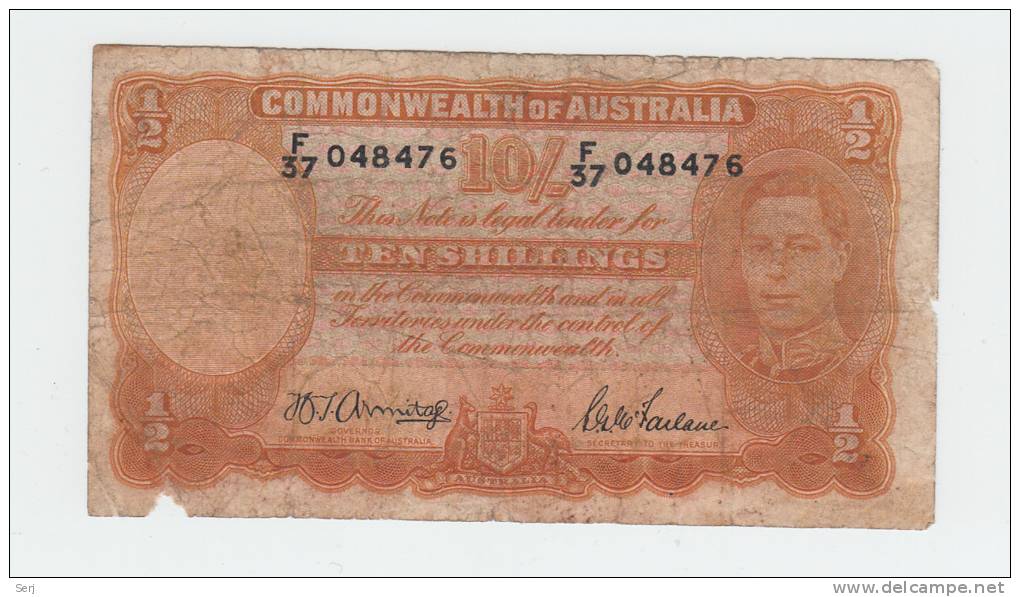 1/2 COMMONWEALTH OF AUSTRALIA 1/2
F/37 048476 10/- F/37 048476
This Note is legal tender for
TEN SHILLINGS
in the Commonwealth and in all
Territories under the control of
the Commonwealth.
H.T. Armitage
GOVERNOR
COMMONWEALTH BANK OF AUSTRALIA.
S.G. McFarlane
SECRETARY TO THE TREASURY
1/2 AUSTRALIA 1/2
Serj
http://www.delcampe.net